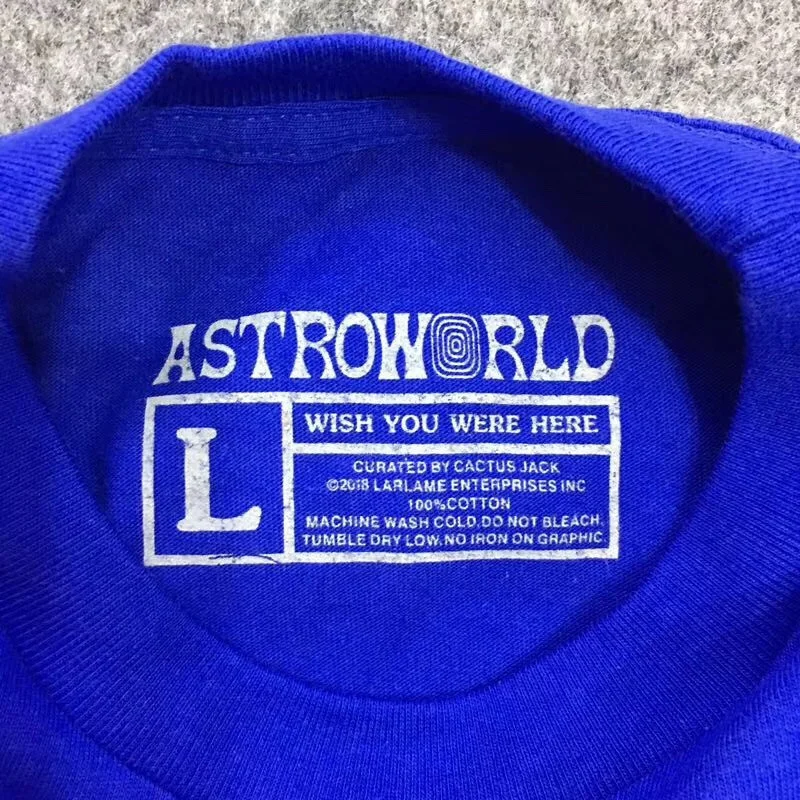 ASTROWORLD
L
WISH YOU WERE HERE
CURATED BY CACTUS JACK
©2018 LARLAME ENTERPRISES INC
100%COTTON
MACHINE WASH COLD.DO NOT BLEACH.
TUMBLE DRY LOW.NO IRON ON GRAPHIC.